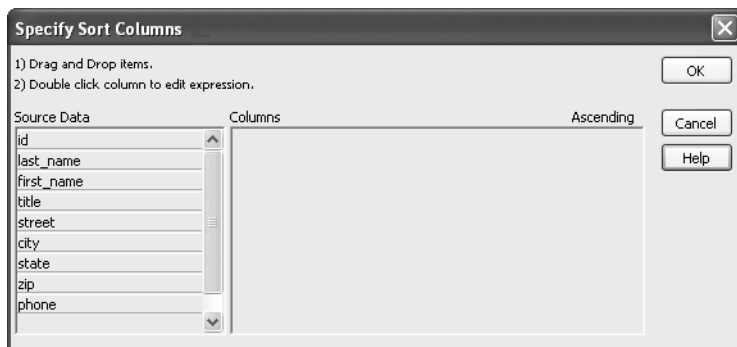 Specify Sort Columns
1) Drag and Drop items.
2) Double click column to edit expression.
OK
Source Data Columns Ascending
Cancel
Help
id
last_name
first_name
title
street
city
state
zip
phone